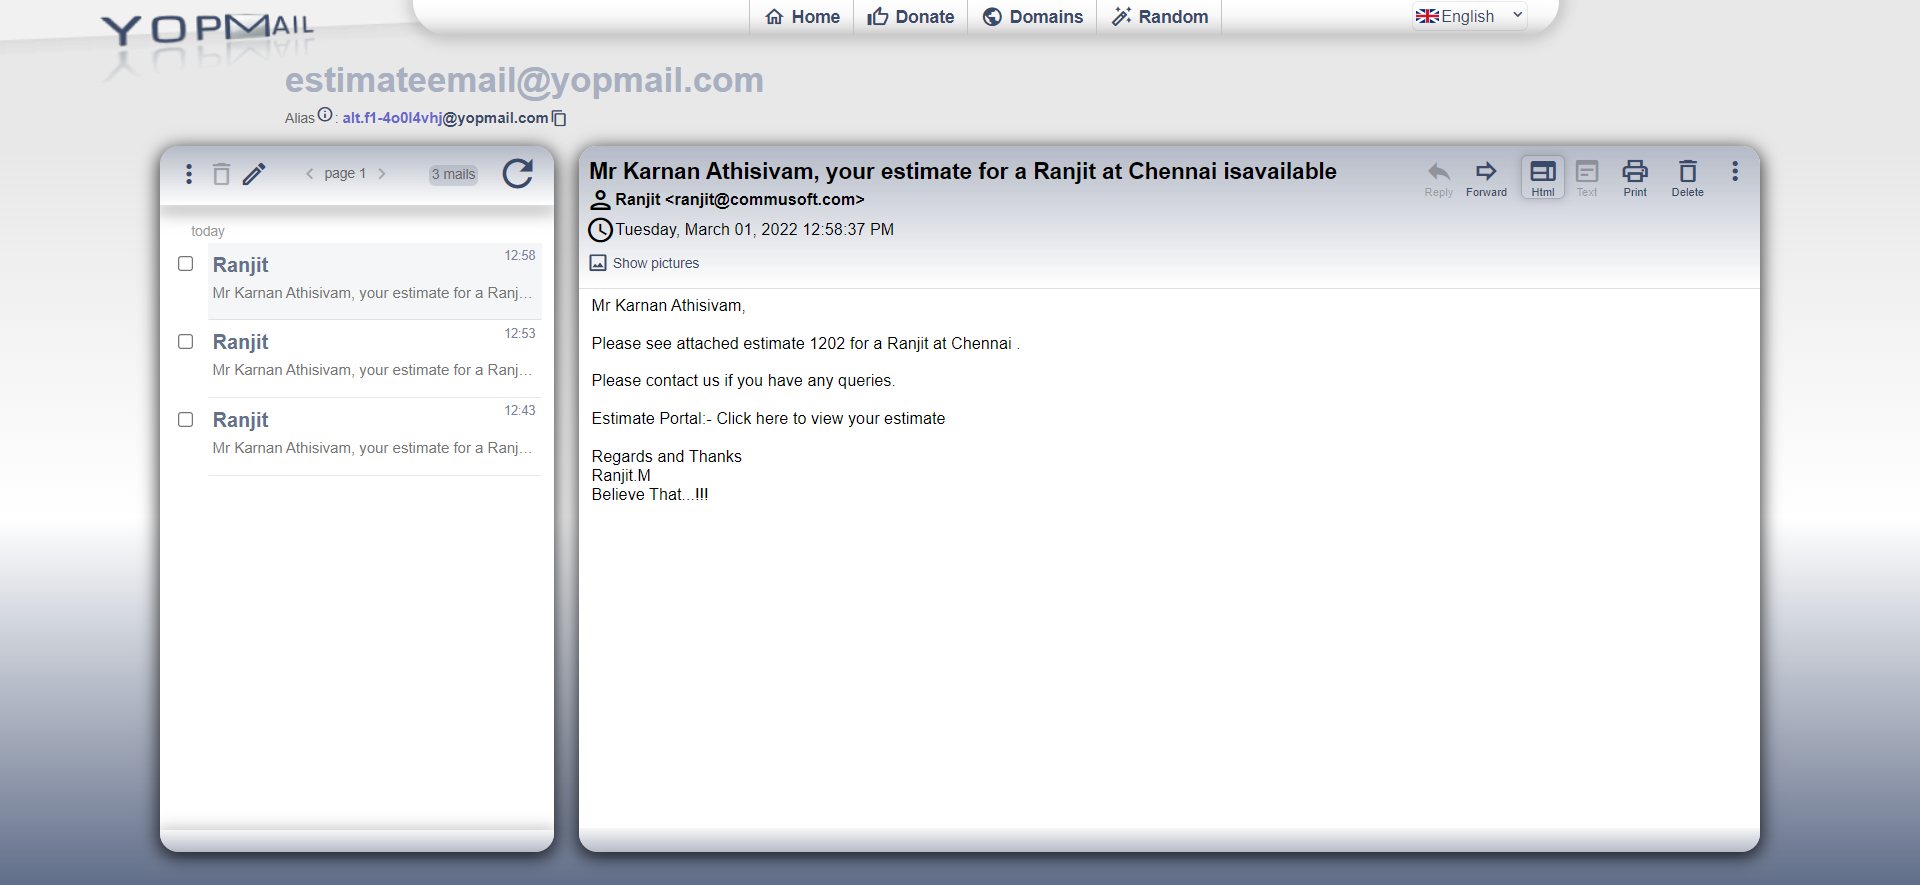 YOPMAIL
Home
Donate
Domains
Random
English
estimateemail@yopmail.com
Alias : alt.f1-4o0l4vhj@yopmail.com
page 1
3 mails
today
Ranjit
12:58
Mr Karnan Athisivam, your estimate for a Ranj...
Ranjit
12:53
Mr Karnan Athisivam, your estimate for a Ranj...
Ranjit
12:43
Mr Karnan Athisivam, your estimate for a Ranj...
Mr Karnan Athisivam, your estimate for a Ranjit at Chennai isavailable
Reply
Forward
Html
Text
Print
Delete
Ranjit <ranjit@commusoft.com>
Tuesday, March 01, 2022 12:58:37 PM
Show pictures
Mr Karnan Athisivam,
Please see attached estimate 1202 for a Ranjit at Chennai .
Please contact us if you have any queries.
Estimate Portal:- Click here to view your estimate
Regards and Thanks
Ranjit.M
Believe That...!!!